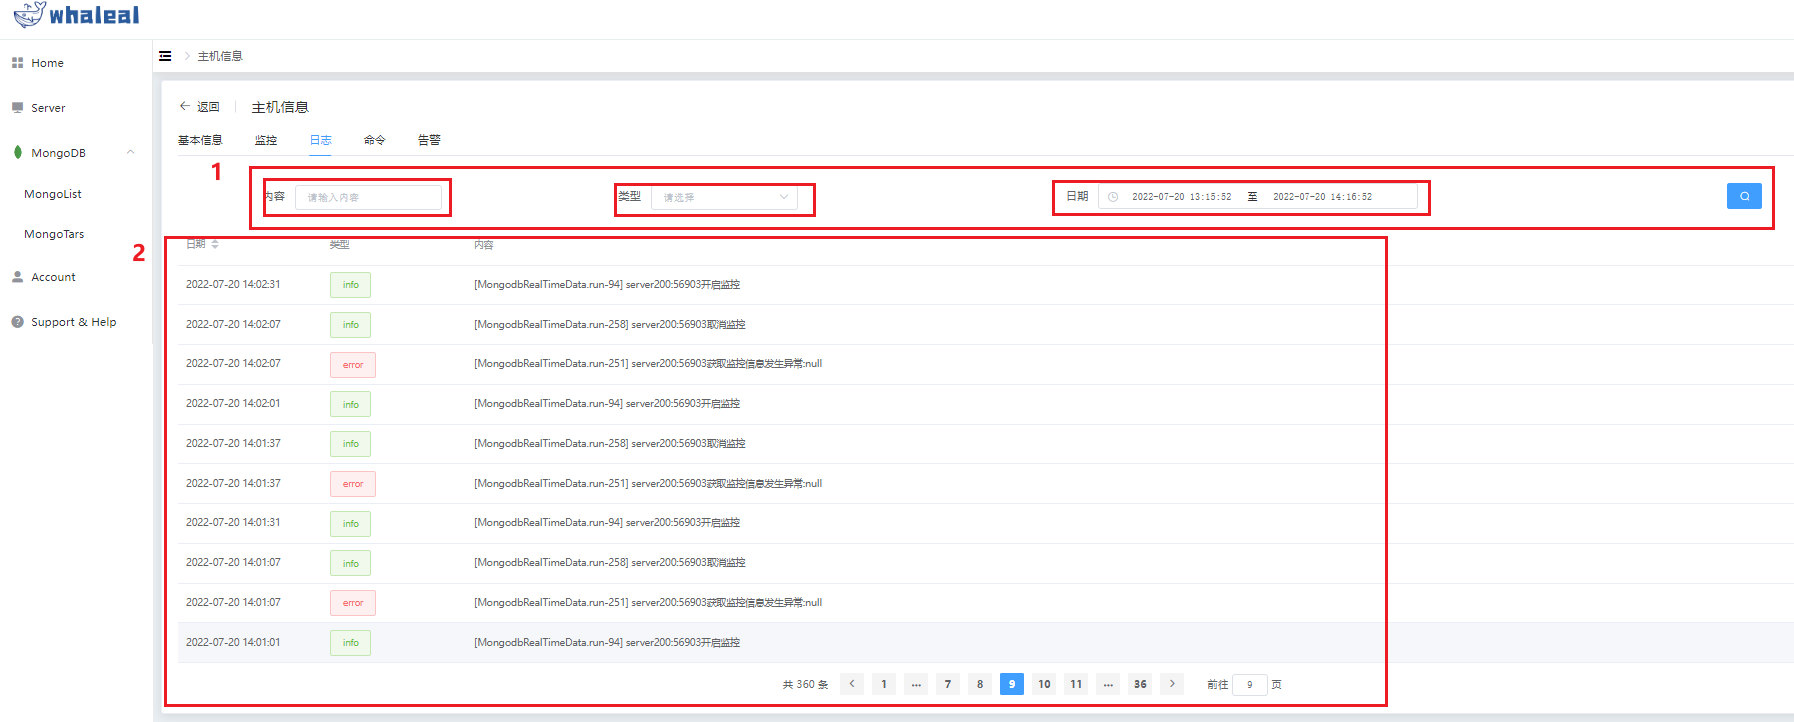 whaleal
Home
Server
MongoDB
MongoList
MongoTars
Account
? Support & Help
主机信息
返回 主机信息
基本信息 监控 日志 命令 告警
1
内容 请输入内容 类型 请选择 日期 2022-07-20 13:15:52 至 2022-07-20 14:16:52
2
日期 类型 内容
2022-07-20 14:02:31 info [MongodbRealTimeData.run-94] server200:56903开启监控
2022-07-20 14:02:07 info [MongodbRealTimeData.run-258] server200:56903取消监控
2022-07-20 14:02:07 error [MongodbRealTimeData.run-251] server200:56903获取监控信息发生异常:null
2022-07-20 14:02:01 info [MongodbRealTimeData.run-94] server200:56903开启监控
2022-07-20 14:01:37 info [MongodbRealTimeData.run-258] server200:56903取消监控
2022-07-20 14:01:37 error [MongodbRealTimeData.run-251] server200:56903获取监控信息发生异常:null
2022-07-20 14:01:31 info [MongodbRealTimeData.run-94] server200:56903开启监控
2022-07-20 14:01:07 info [MongodbRealTimeData.run-258] server200:56903取消监控
2022-07-20 14:01:07 error [MongodbRealTimeData.run-251] server200:56903获取监控信息发生异常:null
2022-07-20 14:01:01 info [MongodbRealTimeData.run-94] server200:56903开启监控
共 360 条 < 1 ... 7 8 9 10 11 ... 36 > 前往 9 页